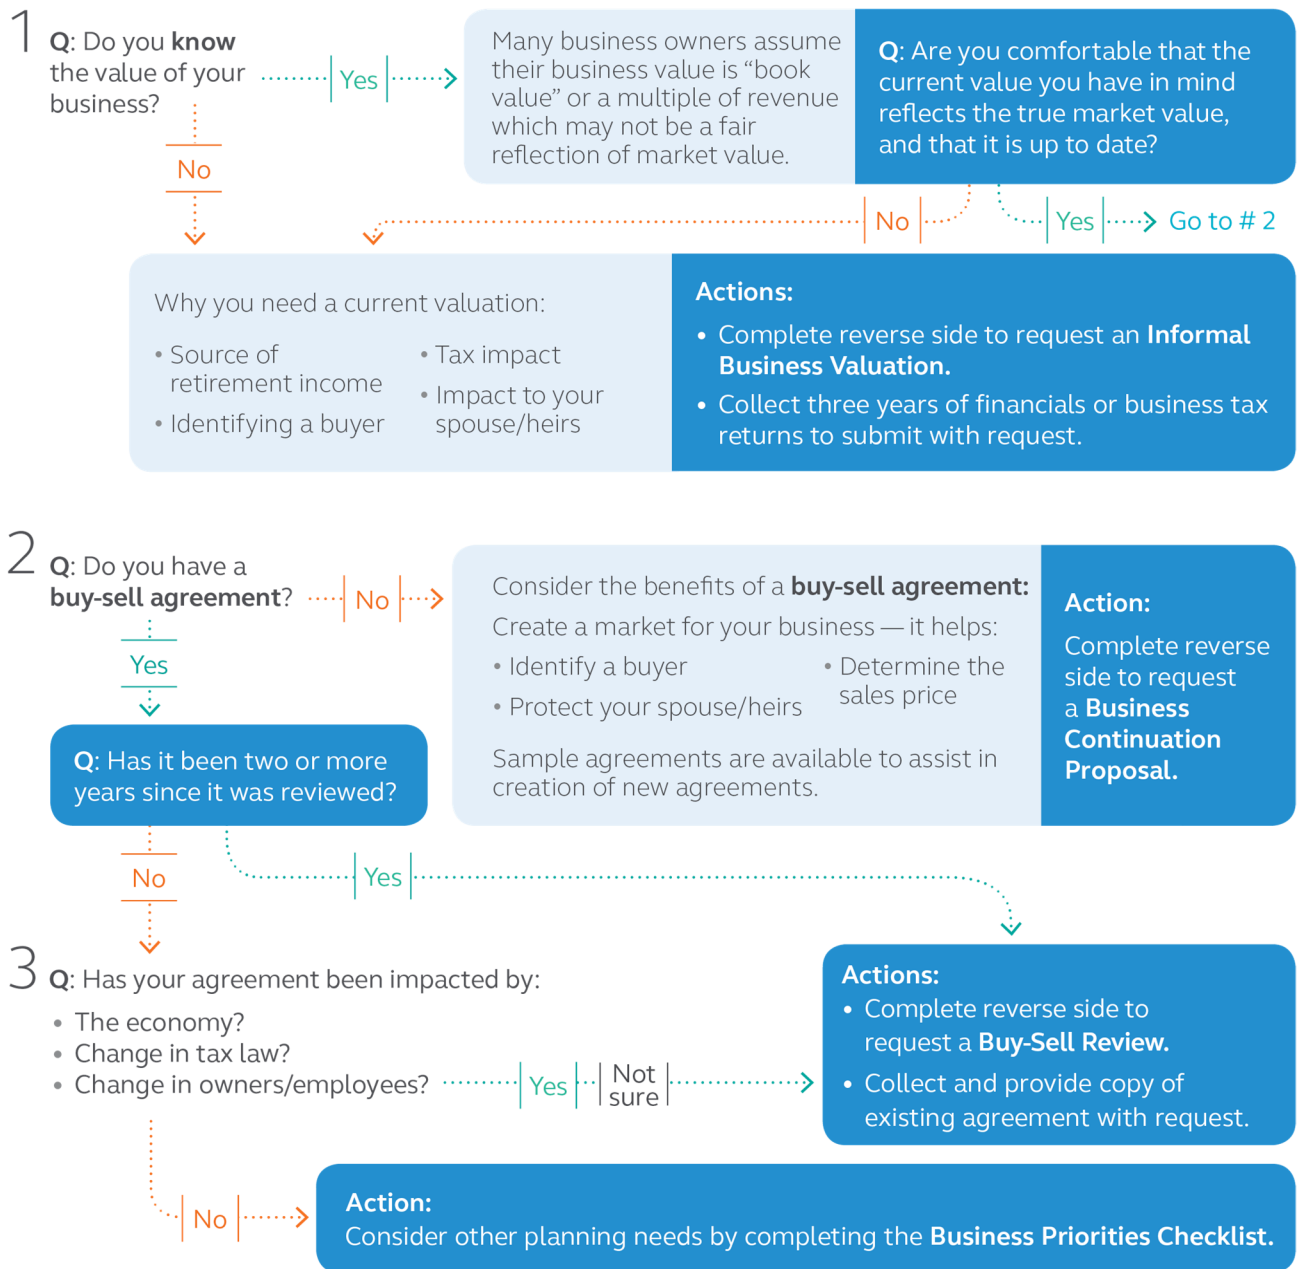 1
Q: Do you know
the value of your
business?
Yes
Many business owners assume
their business value is “book
value” or a multiple of revenue
which may not be a fair
reflection of market value.
Q: Are you comfortable that the
current value you have in mind
reflects the true market value,
and that it is up to date?
No
No
Yes
Go to # 2
Why you need a current valuation:
• Source of
retirement income
• Identifying a buyer
• Tax impact
• Impact to your
spouse/heirs
Actions:
• Complete reverse side to request an Informal
Business Valuation.
• Collect three years of financials or business tax
returns to submit with request.
2
Q: Do you have a
buy-sell agreement?
No
Yes
Consider the benefits of a buy-sell agreement:
Create a market for your business — it helps:
• Identify a buyer
• Protect your spouse/heirs
• Determine the
sales price
Sample agreements are available to assist in
creation of new agreements.
Action:
Complete reverse
side to request
a Business
Continuation
Proposal.
Q: Has it been two or more
years since it was reviewed?
No
Yes
3
Q: Has your agreement been impacted by:
• The economy?
• Change in tax law?
• Change in owners/employees?
Yes
Not
sure
Actions:
• Complete reverse side to
request a Buy-Sell Review.
• Collect and provide copy of
existing agreement with request.
No
Action:
Consider other planning needs by completing the Business Priorities Checklist.